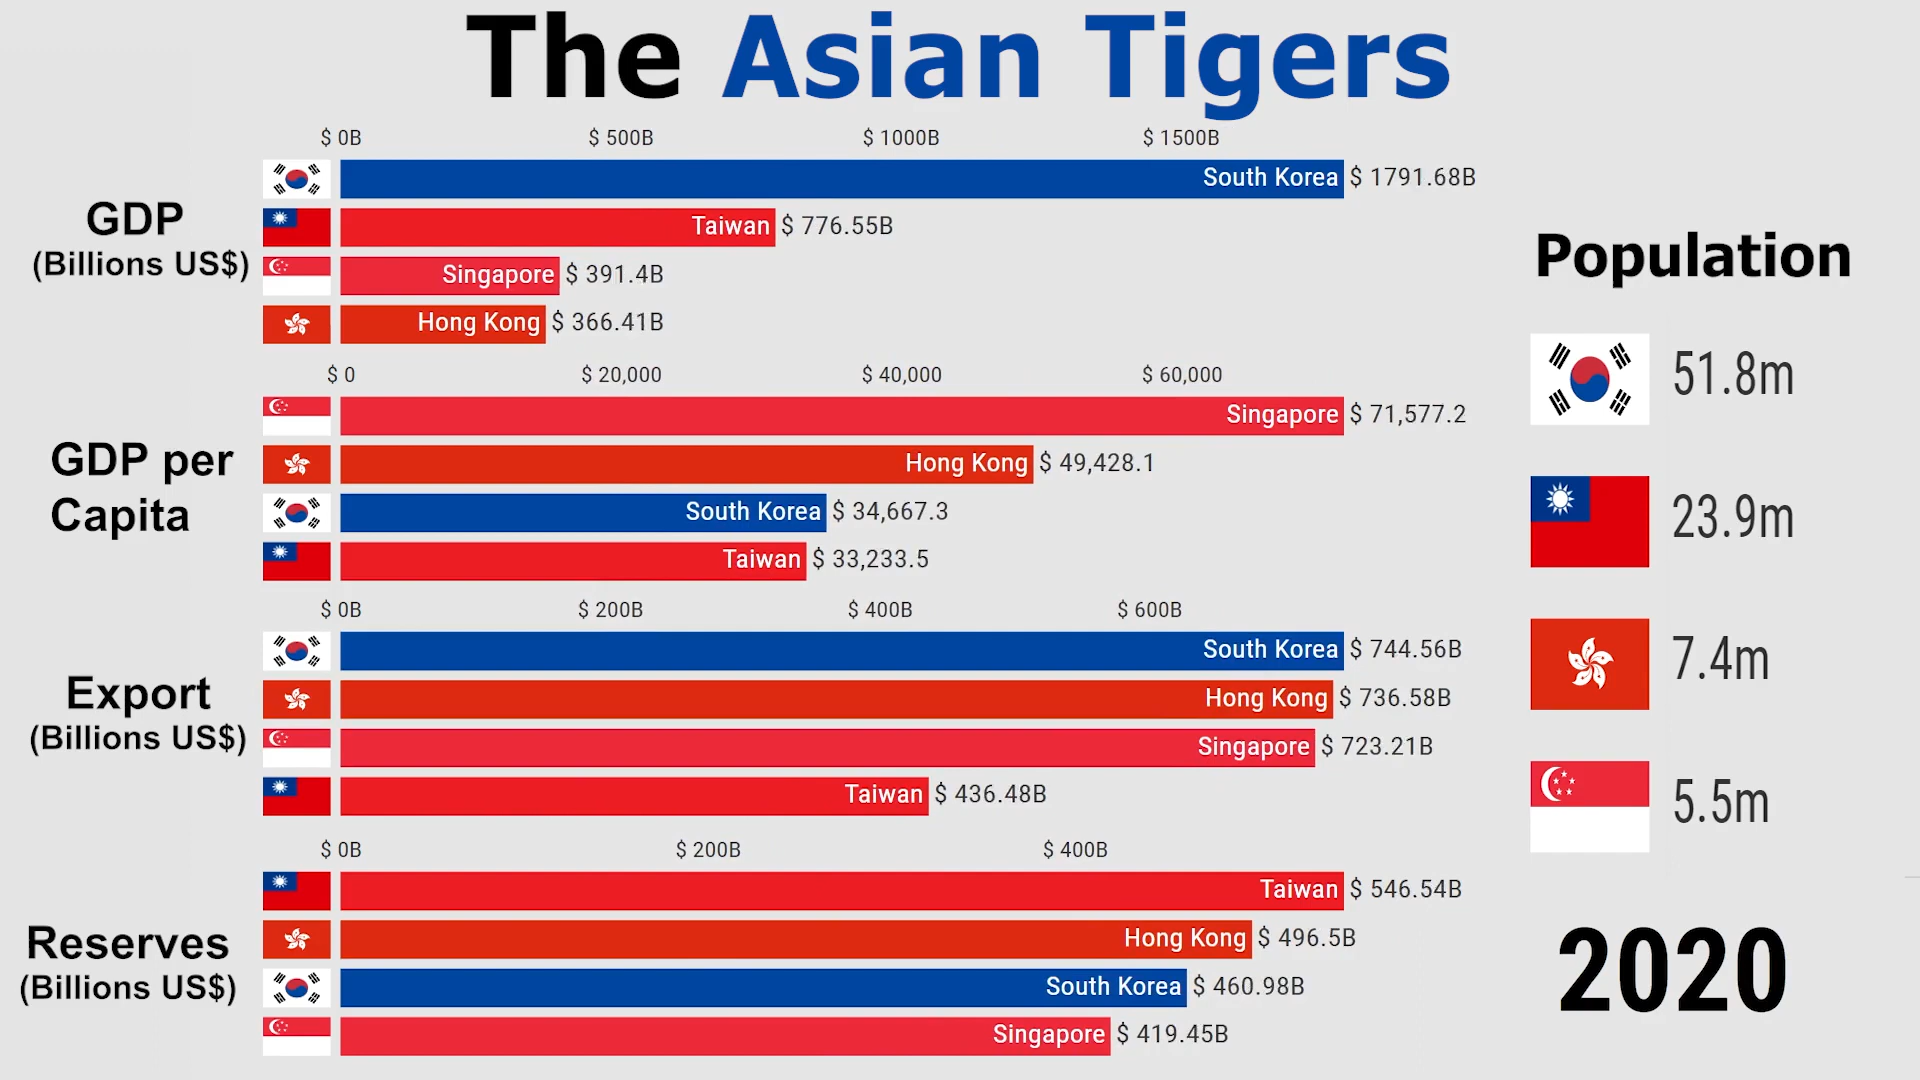 The Asian Tigers
GDP
(Billions US$)
$ 0B $ 500B $ 1000B $ 1500B
South Korea $ 1791.68B
Taiwan $ 776.55B
Singapore $ 391.4B
Hong Kong $ 366.41B
GDP per
Capita
$ 0 $ 20,000 $ 40,000 $ 60,000
Singapore $ 71,577.2
Hong Kong $ 49,428.1
South Korea $ 34,667.3
Taiwan $ 33,233.5
Export
(Billions US$)
$ 0B $ 200B $ 400B $ 600B
South Korea $ 744.56B
Hong Kong $ 736.58B
Singapore $ 723.21B
Taiwan $ 436.48B
Reserves
(Billions US$)
$ 0B $ 200B $ 400B
Taiwan $ 546.54B
Hong Kong $ 496.5B
South Korea $ 460.98B
Singapore $ 419.45B
Population
51.8m
23.9m
7.4m
5.5m
2020